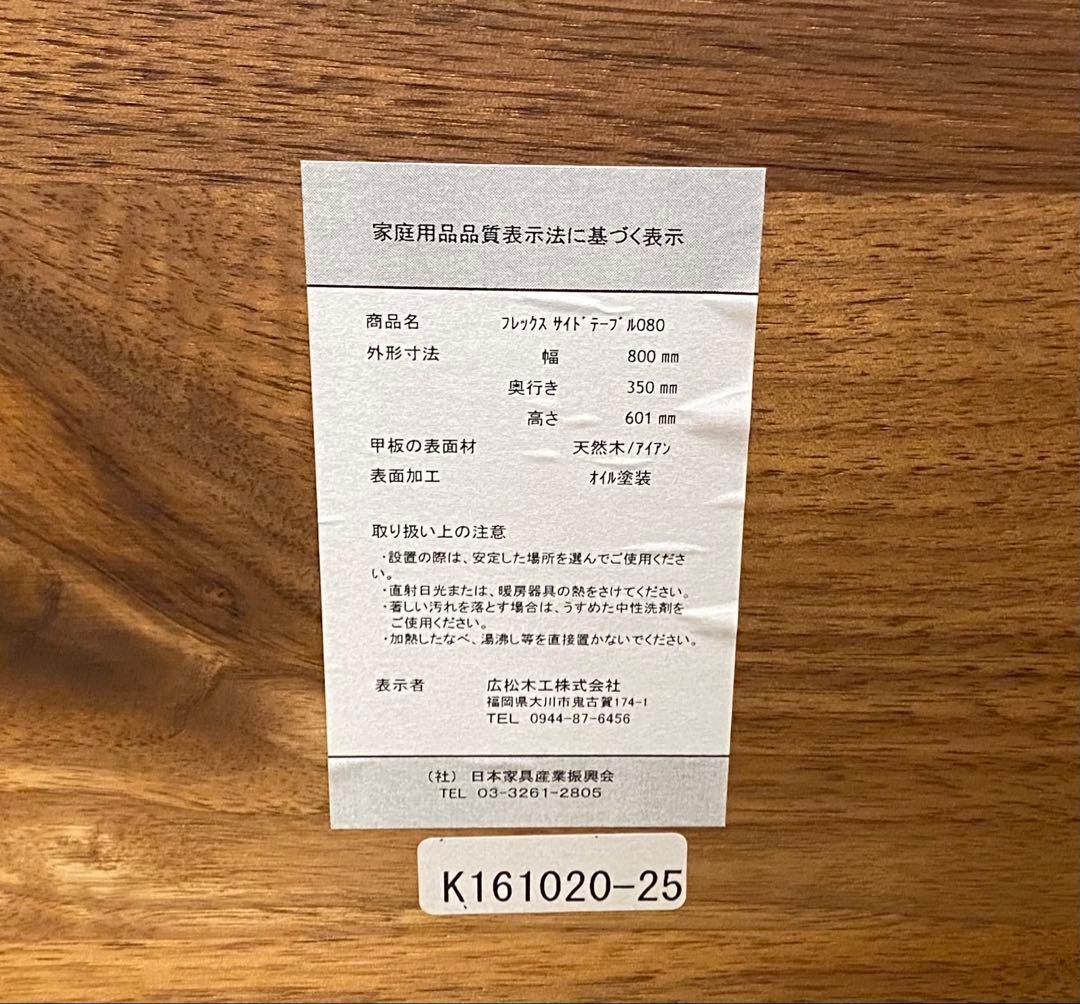 家庭用品品質表示法に基づく表示
商品名 ﾌﾚｯｸｽ ｻｲﾄﾞﾃｰﾌﾞﾙ080
外形寸法 幅 800 ㎜
奥行き 350 ㎜
高さ 601 ㎜
甲板の表面材 天然木/ｱｲｱﾝ
表面加工 ｵｲﾙ塗装
取り扱い上の注意
・設置の際は、安定した場所を選んでご使用くださ
い。
・直射日光または、暖房器具の熱をさけてください。
・著しい汚れを落とす場合は、うすめた中性洗剤を
ご使用ください。
・加熱したなべ、湯沸し等を直接置かないでください。
表示者 広松木工株式会社
福岡県大川市鬼古賀174-1
TEL 0944-87-6456
（社） 日本家具産業振興会
TEL 03-3261-2805
K161020-25